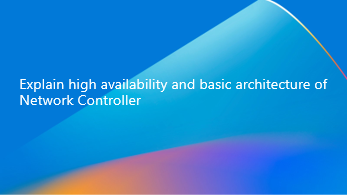 Explain high availability and basic architecture of
Network Controller